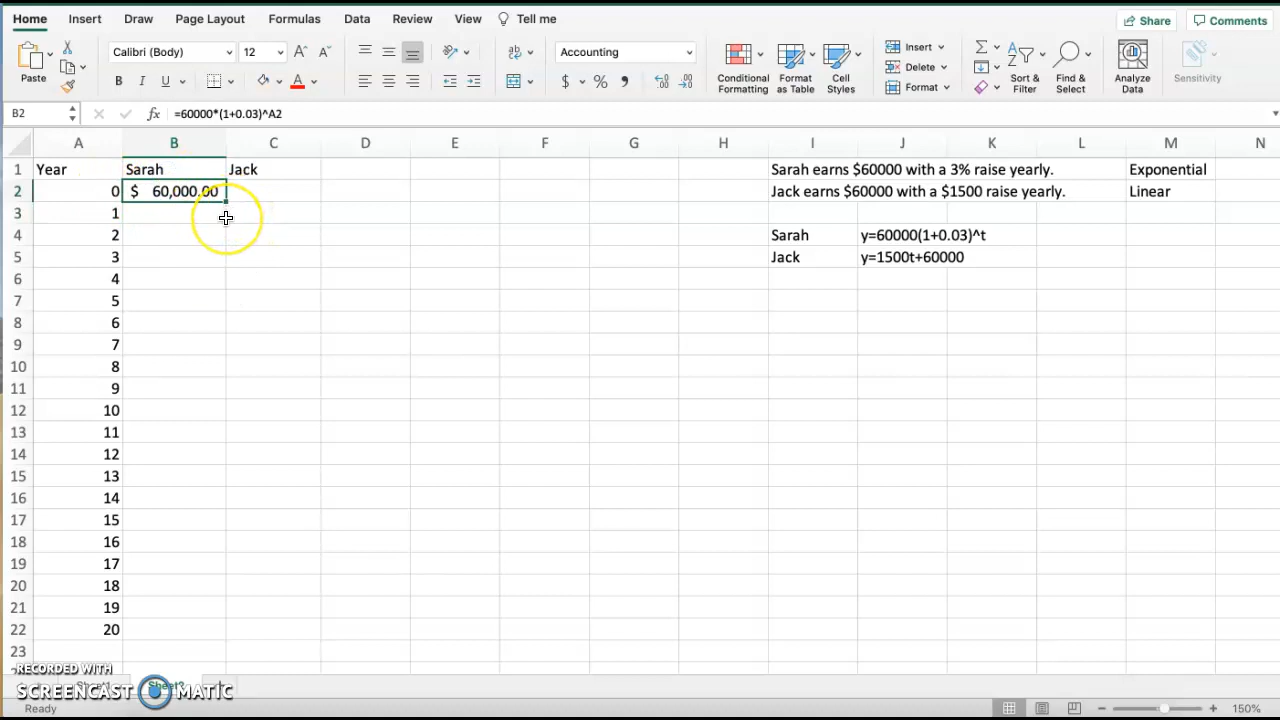 Home Insert Draw Page Layout Formulas Data Review View Tell me Share Comments
Calibri (Body) 12 Accounting Insert Delete Format
Paste B I U A $ % Conditional Formatting Format as Table Cell Styles Sort & Filter Find & Select Analyze Data Sensitivity
B2 fx =60000*(1+0.03)^A2
A B C D E F G H I J K L M N
1 Year Sarah Jack Sarah earns $60000 with a 3% raise yearly. Exponential
2 0 $ 60,000.00 Jack earns $60000 with a $1500 raise yearly. Linear
3 1
4 2 Sarah y=60000(1+0.03)^t
5 3 Jack y=1500t+60000
6 4
7 5
8 6
9 7
10 8
11 9
12 10
13 11
14 12
15 13
16 14
17 15
18 16
19 17
20 18
21 19
22 20
23
RECORDED WITH
SCREENCAST MATIC
Ready 150%